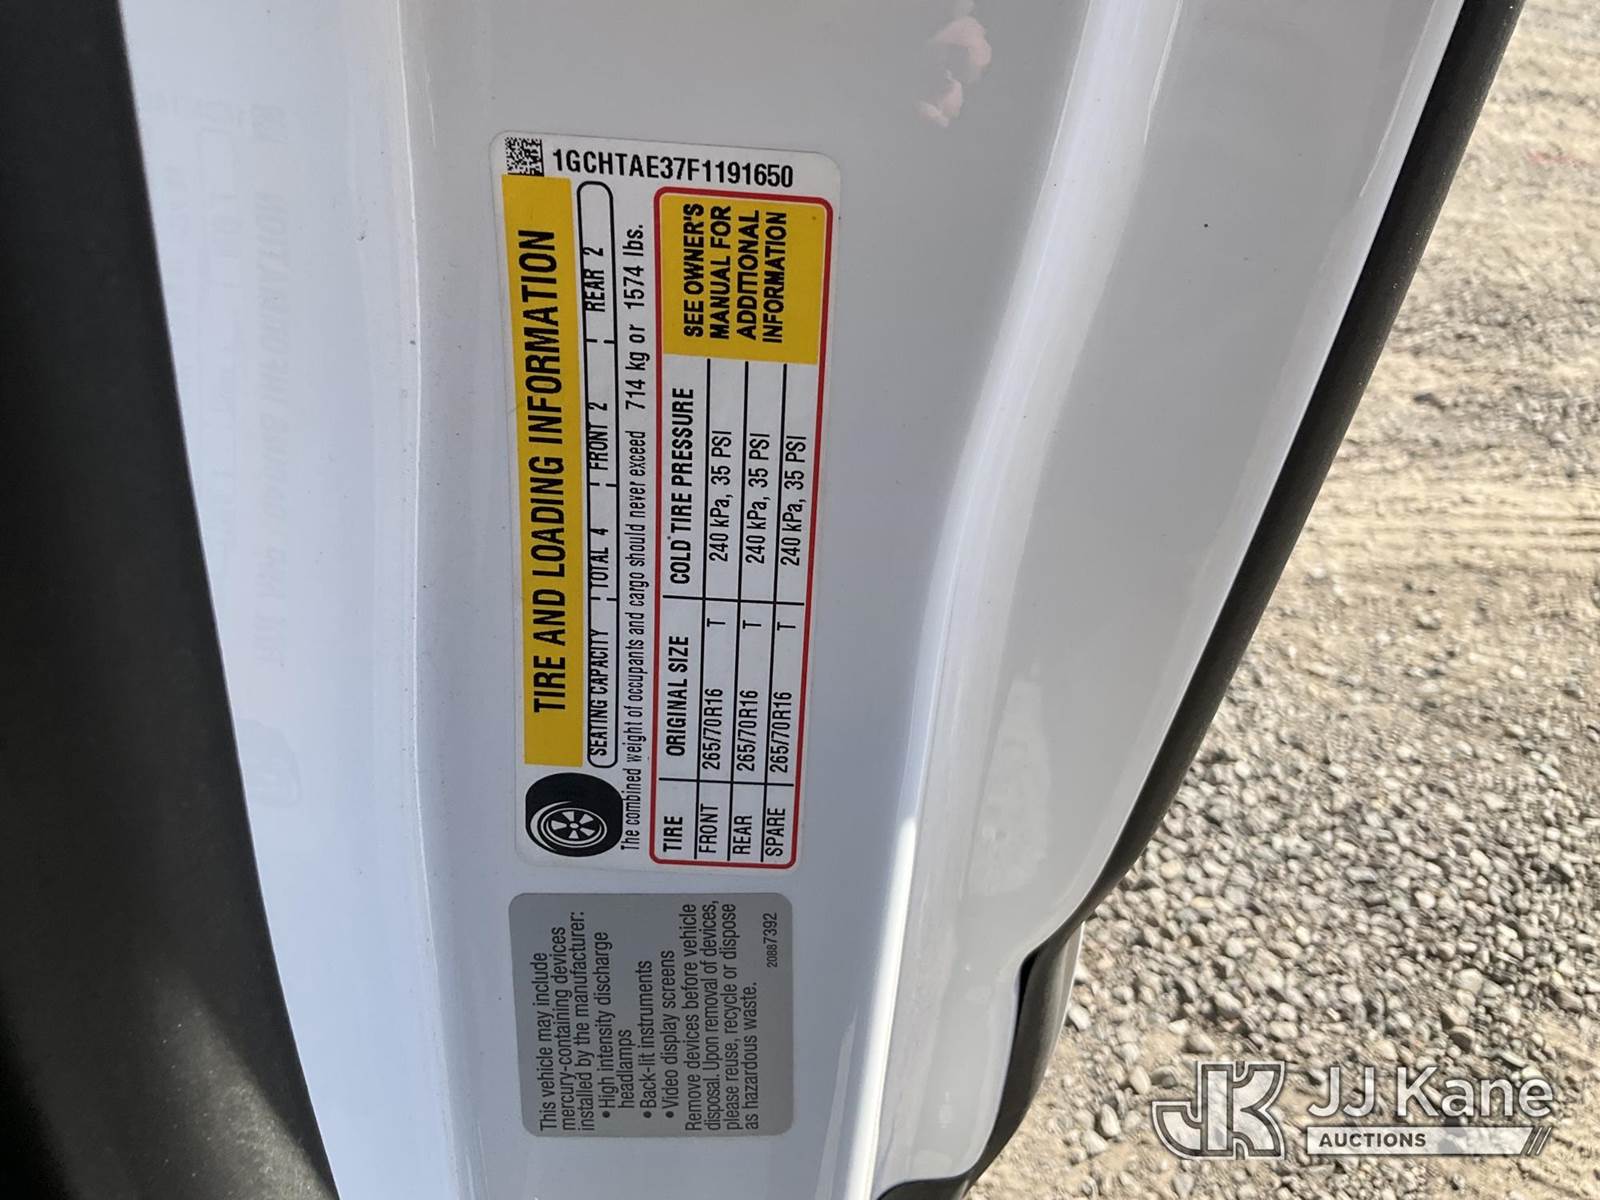 1GCHTAE37F1191650
TIRE AND LOADING INFORMATION
SEATING CAPACITY TOTAL 4 FRONT 2 REAR 2
The combined weight of occupants and cargo should never exceed 714 kg or 1574 lbs.
TIRE ORIGINAL SIZE COLD TIRE PRESSURE
FRONT 265/70R16 T 240 kPa, 35 PSI
REAR 265/70R16 T 240 kPa, 35 PSI
SPARE 265/70R16 T 240 kPa, 35 PSI
SEE OWNER'S
MANUAL FOR
ADDITIONAL
INFORMATION
This vehicle may include
mercury-containing devices
installed by the manufacturer:
• High intensity discharge
headlamps
• Back-lit instruments
• Video display screens
Remove devices before vehicle
disposal. Upon removal of devices,
please reuse, recycle or dispose
as hazardous waste.
20887392
JK JJ Kane
AUCTIONS